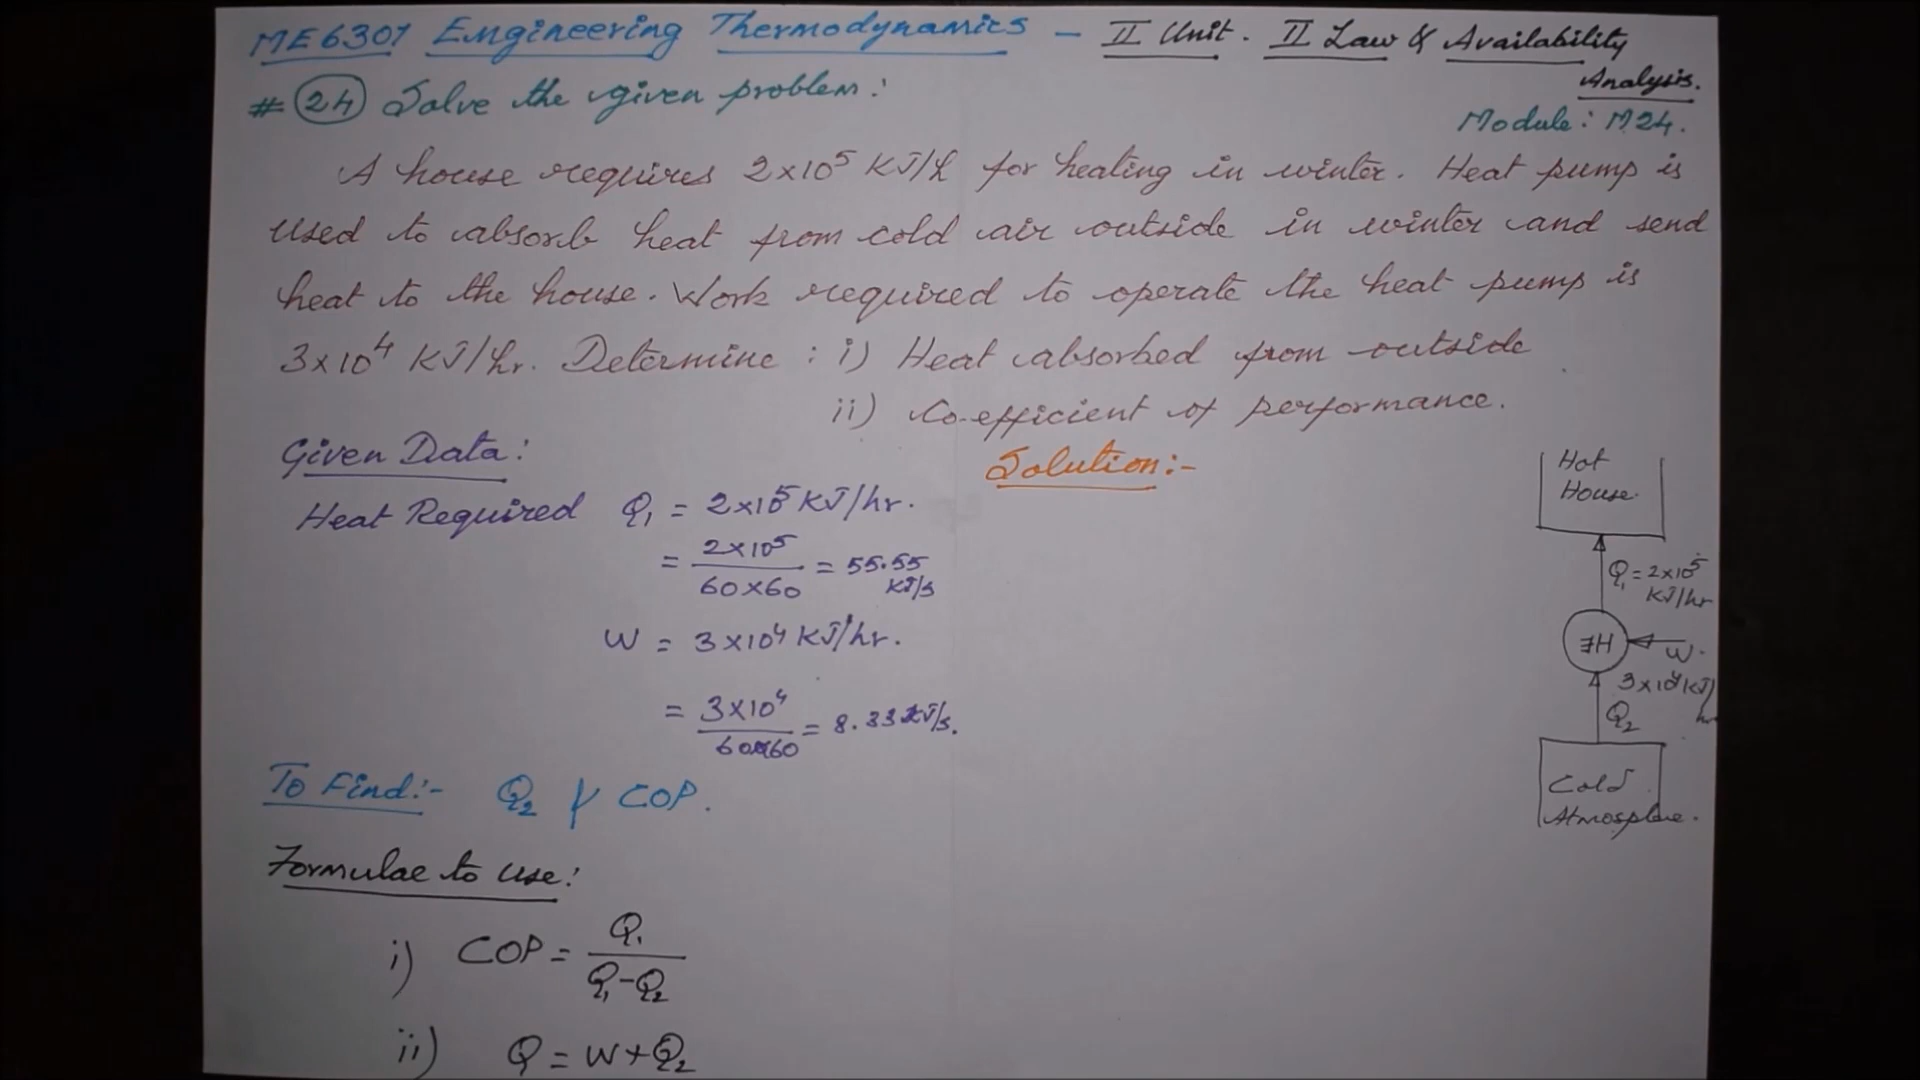 ME6301 Engineering Thermodynamics - II Unit. II Law & Availability Analysis.
# 24 Solve the given problem:
Module: M24.
A house requires 2×10⁵ KJ/h for heating in winter. Heat pump is
used to absorb heat from cold air outside in winter and send
heat to the house. Work required to operate the heat pump is
3×10⁴ KJ/hr. Determine: i) Heat absorbed from outside
ii) Co-efficient of performance.
Given Data:
Heat Required Q₁ = 2×10⁵ KJ/hr.
= 2×10⁵ / 60×60 = 55.55 KJ/s
W = 3×10⁴ KJ/hr.
= 3×10⁴ / 60×60 = 8.33 KJ/s.
To Find:- Q₂ & COP.
Formulae to use:
i) COP = Q₁ / Q₁-Q₂
ii) Q = W+Q₂
Solution:-
Hot
House
Q₁ = 2×10⁵
KJ/hr
W.
3×10⁴ KJ/
hr
Q₂
Cold
Atmosphere.